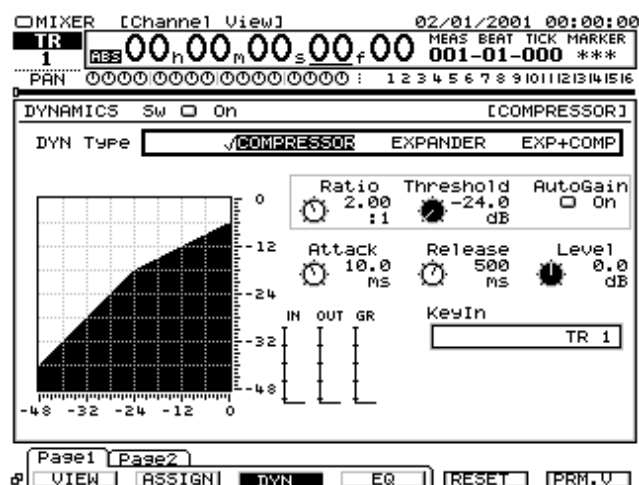 MIXER [Channel View] 02/01/2001 00:00:00
TR 1 ABS 00h00m00s00f00 MEAS BEAT TICK MARKER
001-01-000 ***
PAN 1 2 3 4 5 6 7 8 9 10 11 12 13 14 15 16
DYNAMICS Sw On [COMPRESSOR]
DYN Type √COMPRESSOR EXPANDER EXP+COMP
Ratio Threshold AutoGain
2.00 :1 -24.0 dB On
Attack Release Level
10.0 ms 500 ms 0.0 dB
IN OUT GR KeyIn
TR 1
0
-12
-24
-32
-48
-48 -32 -24 -12 0
Page1 Page2
VIEW ASSIGN DYN EQ RESET PRM.V